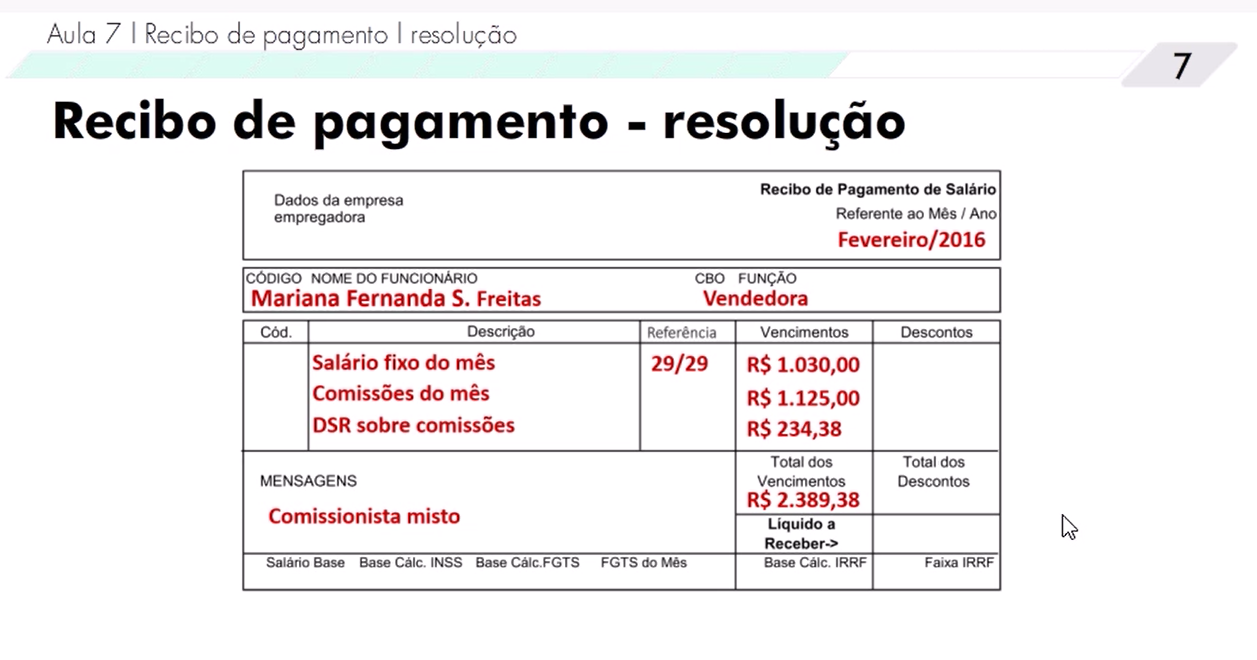 Aula 7 | Recibo de pagamento | resolução
7
Recibo de pagamento - resolução
Dados da empresa
empregadora
Recibo de Pagamento de Salário
Referente ao Mês / Ano
Fevereiro/2016
CÓDIGO NOME DO FUNCIONÁRIO CBO FUNÇÃO
Mariana Fernanda S. Freitas Vendedora
Cód. Descrição Referência Vencimentos Descontos
Salário fixo do mês 29/29 R$ 1.030,00
Comissões do mês R$ 1.125,00
DSR sobre comissões R$ 234,38
MENSAGENS
Comissionista misto
Total dos
Vencimentos
R$ 2.389,38
Total dos
Descontos
Líquido a
Receber->
Salário Base Base Cálc. INSS Base Cálc.FGTS FGTS do Mês Base Cálc. IRRF Faixa IRRF